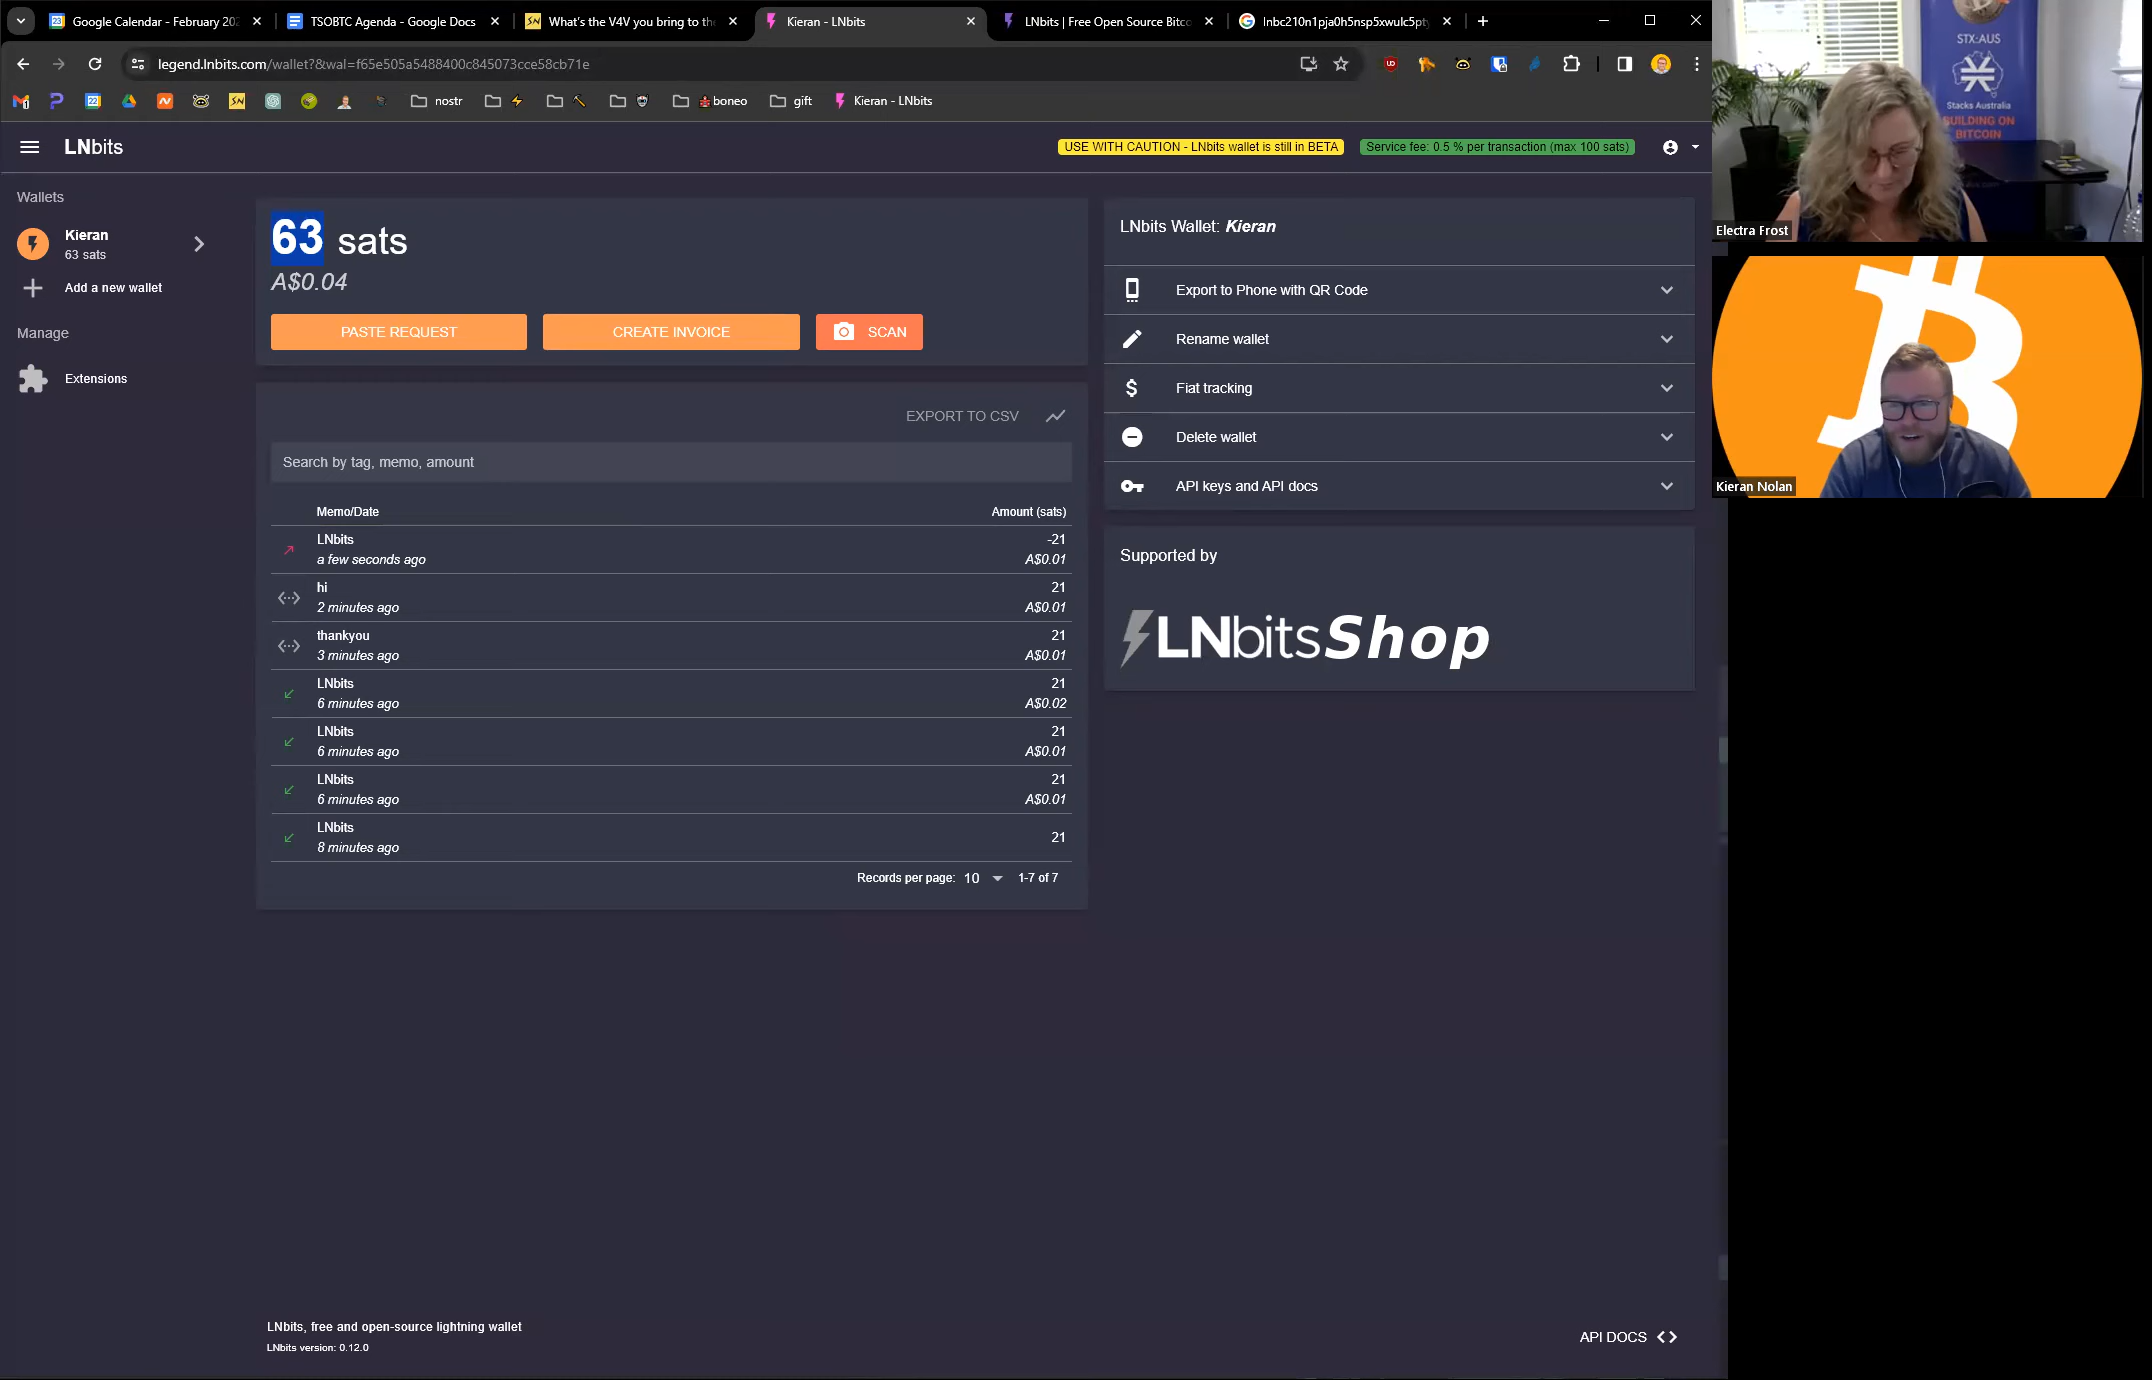 Google Calendar - February 202
TSOBTC Agenda - Google Docs
What's the V4V you bring to the
Kieran - LNbits
LNbits | Free Open Source Bitco
lnbc210n1pja0h5nsp5xwulc5pty
legend.lnbits.com/wallet?&wal=f65e505a5488400c845073cce58cb71e
nostr
boneo
gift
Kieran - LNbits
LNbits
USE WITH CAUTION - LNbits wallet is still in BETA
Service fee: 0.5 % per transaction (max 100 sats)
Wallets
Kieran
63 sats
Add a new wallet
Manage
Extensions
63 sats
A$0.04
PASTE REQUEST
CREATE INVOICE
SCAN
EXPORT TO CSV
Search by tag, memo, amount
Memo/Date
Amount (sats)
LNbits
-21
a few seconds ago
A$0.01
hi
21
2 minutes ago
A$0.01
thankyou
21
3 minutes ago
A$0.01
LNbits
21
6 minutes ago
A$0.02
LNbits
21
6 minutes ago
A$0.01
LNbits
21
6 minutes ago
A$0.01
LNbits
21
8 minutes ago
Records per page: 10
1-7 of 7
LNbits Wallet: Kieran
Export to Phone with QR Code
Rename wallet
Fiat tracking
Delete wallet
API keys and API docs
Supported by
LNbitsShop
LNbits, free and open-source lightning wallet
LNbits version: 0.12.0
API DOCS
STX:AUS
Stacks Australia
BUILDING ON
BITCOIN
Electra Frost
Kieran Nolan